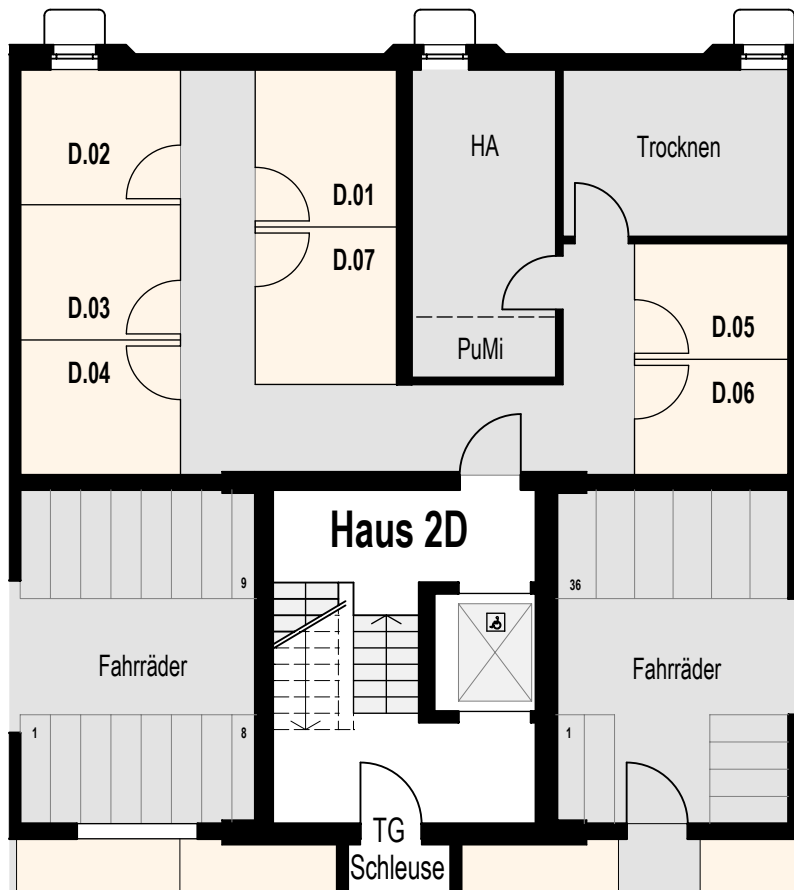 D.02
D.01
HA
Trocknen
D.03
D.07
D.04
PuMi
D.05
D.06
Haus 2D
9
36
Fahrräder
Fahrräder
1
8
1
TG
Schleuse